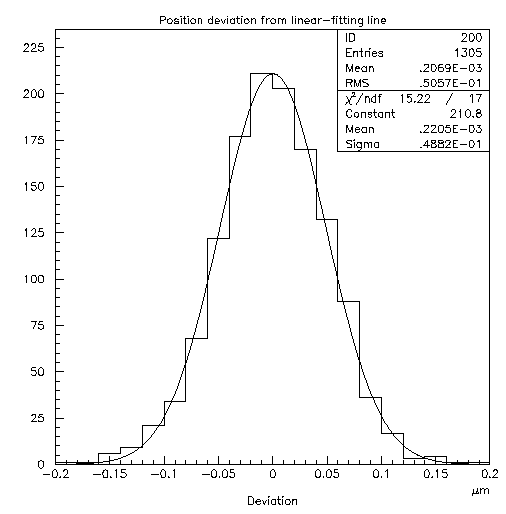 Position deviation from linear-fitting line
ID 200
Entries 1305
Mean .2069E-03
RMS .5057E-01
χ²/ndf 15.22 / 17
Constant 210.8
Mean .2205E-03
Sigma .4882E-01
225
200
175
150
125
100
75
50
25
0
-0.2 -0.15 -0.1 -0.05 0 0.05 0.1 0.15 0.2
μm
Deviation